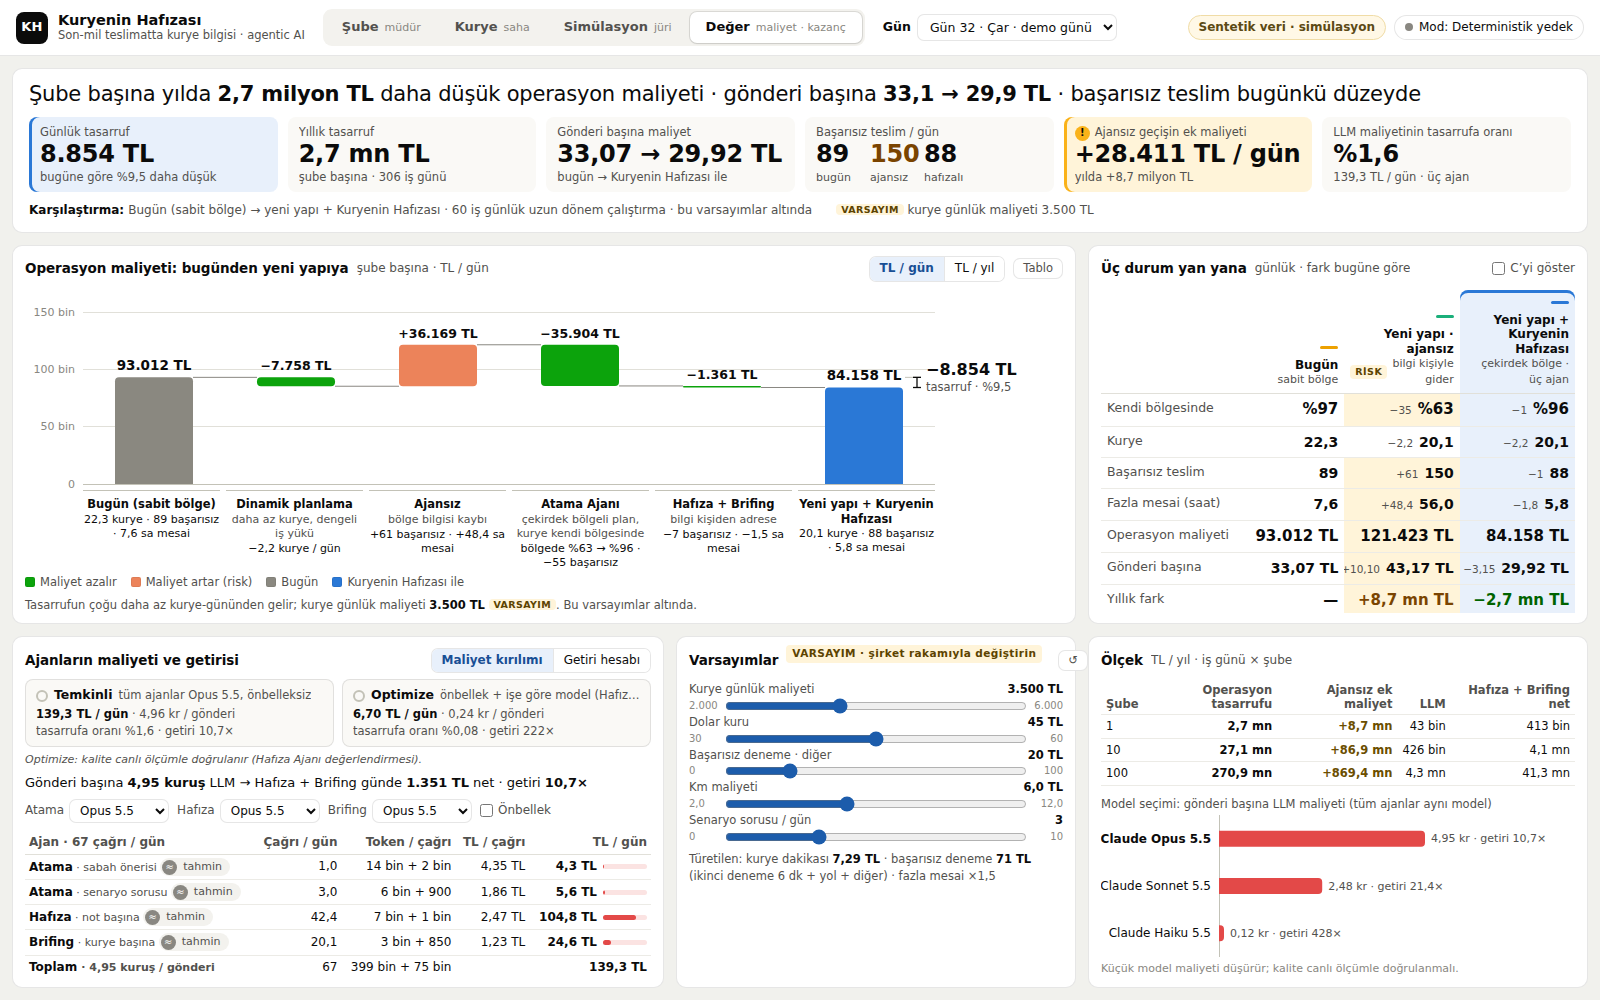 KH
Kuryenin Hafızası
Son-mil teslimatta kurye bilgisi · agentic AI
Şube müdür
Kurye saha
Simülasyon jüri
Değer maliyet · kazanç
Gün
Gün 32 · Çar · demo günü
Sentetik veri · simülasyon
Mod: Deterministik yedek
Şube başına yılda 2,7 milyon TL daha düşük operasyon maliyeti · gönderi başına 33,1 → 29,9 TL · başarısız teslim bugünkü düzeyde
Günlük tasarruf
8.854 TL
bugüne göre %9,5 daha düşük
Yıllık tasarruf
2,7 mn TL
şube başına · 306 iş günü
Gönderi başına maliyet
33,07 → 29,92 TL
bugün → Kuryenin Hafızası ile
Başarısız teslim / gün
89 150 88
bugün ajansız hafızalı
! Ajansız geçişin ek maliyeti
+28.411 TL / gün
yılda +8,7 milyon TL
LLM maliyetinin tasarrufa oranı
%1,6
139,3 TL / gün · üç ajan
Karşılaştırma: Bugün (sabit bölge) → yeni yapı + Kuryenin Hafızası · 60 iş günlük uzun dönem çalıştırma · bu varsayımlar altında VARSAYIM kurye günlük maliyeti 3.500 TL
Operasyon maliyeti: bugünden yeni yapıya şube başına · TL / gün
TL / gün
TL / yıl
Tablo
150 bin
100 bin
50 bin
0
93.012 TL
−7.758 TL
+36.169 TL
−35.904 TL
−1.361 TL
84.158 TL
−8.854 TL
tasarruf · %9,5
Bugün (sabit bölge)
22,3 kurye · 89 başarısız
· 7,6 sa mesai
Dinamik planlama
daha az kurye, dengeli
iş yükü
−2,2 kurye / gün
Ajansız
bölge bilgisi kaybı
+61 başarısız · +48,4 sa
mesai
Atama Ajanı
çekirdek bölgeli plan,
kurye kendi bölgesinde
bölgede %63 → %96 ·
−55 başarısız
Hafıza + Brifing
bilgi kişiden adrese
−7 başarısız · −1,5 sa
mesai
Yeni yapı + Kuryenin
Hafızası
20,1 kurye · 88 başarısız
· 5,8 sa mesai
Maliyet azalır
Maliyet artar (risk)
Bugün
Kuryenin Hafızası ile
Tasarrufun çoğu daha az kurye-gününden gelir; kurye günlük maliyeti 3.500 TL VARSAYIM . Bu varsayımlar altında.
Üç durum yan yana günlük · fark bugüne göre
C’yi göster
Bugün
sabit bölge
Yeni yapı ·
ajansız
RİSK bilgi kişiyle
gider
Yeni yapı +
Kuryenin
Hafızası
çekirdek bölge ·
üç ajan
Kendi bölgesinde %97 −35 %63 −1 %96
Kurye 22,3 −2,2 20,1 −2,2 20,1
Başarısız teslim 89 +61 150 −1 88
Fazla mesai (saat) 7,6 +48,4 56,0 −1,8 5,8
Operasyon maliyeti 93.012 TL 121.423 TL 84.158 TL
Gönderi başına 33,07 TL +10,10 43,17 TL −3,15 29,92 TL
Yıllık fark — +8,7 mn TL −2,7 mn TL
Ajanların maliyeti ve getirisi
Maliyet kırılımı
Getiri hesabı
Temkinli tüm ajanlar Opus 5.5, önbelleksiz
139,3 TL / gün · 4,96 kr / gönderi
tasarrufa oranı %1,6 · getiri 10,7×
Optimize önbellek + işe göre model (Hafız...
6,70 TL / gün · 0,24 kr / gönderi
tasarrufa oranı %0,08 · getiri 222×
Optimize: kalite canlı ölçümle doğrulanır (Hafıza Ajanı değerlendirmesi).
Gönderi başına 4,95 kuruş LLM → Hafıza + Brifing günde 1.351 TL net · getiri 10,7×
Atama Opus 5.5 Hafıza Opus 5.5 Brifing Opus 5.5 Önbellek
Ajan · 67 çağrı / gün Çağrı / gün Token / çağrı TL / çağrı TL / gün
Atama · sabah önerisi ≈ tahmin 1,0 14 bin + 2 bin 4,35 TL 4,3 TL
Atama · senaryo sorusu ≈ tahmin 3,0 6 bin + 900 1,86 TL 5,6 TL
Hafıza · not başına ≈ tahmin 42,4 7 bin + 1 bin 2,47 TL 104,8 TL
Brifing · kurye başına ≈ tahmin 20,1 3 bin + 850 1,23 TL 24,6 TL
Toplam · 4,95 kuruş / gönderi 67 399 bin + 75 bin 139,3 TL
Varsayımlar VARSAYIM · şirket rakamıyla değiştirin ↺
Kurye günlük maliyeti 3.500 TL
2.000 6.000
Dolar kuru 45 TL
30 60
Başarısız deneme · diğer 20 TL
0 100
Km maliyeti 6,0 TL
2,0 12,0
Senaryo sorusu / gün 3
0 10
Türetilen: kurye dakikası 7,29 TL · başarısız deneme 71 TL
(ikinci deneme 6 dk + yol + diğer) · fazla mesai ×1,5
Ölçek TL / yıl · iş günü × şube
Şube Operasyon tasarrufu Ajansız ek maliyet LLM Hafıza + Brifing net
1 2,7 mn +8,7 mn 43 bin 413 bin
10 27,1 mn +86,9 mn 426 bin 4,1 mn
100 270,9 mn +869,4 mn 4,3 mn 41,3 mn
Model seçimi: gönderi başına LLM maliyeti (tüm ajanlar aynı model)
Claude Opus 5.5 4,95 kr · getiri 10,7×
Claude Sonnet 5.5 2,48 kr · getiri 21,4×
Claude Haiku 5.5 0,12 kr · getiri 428×
Küçük model maliyeti düşürür; kalite canlı ölçümle doğrulanmalı.